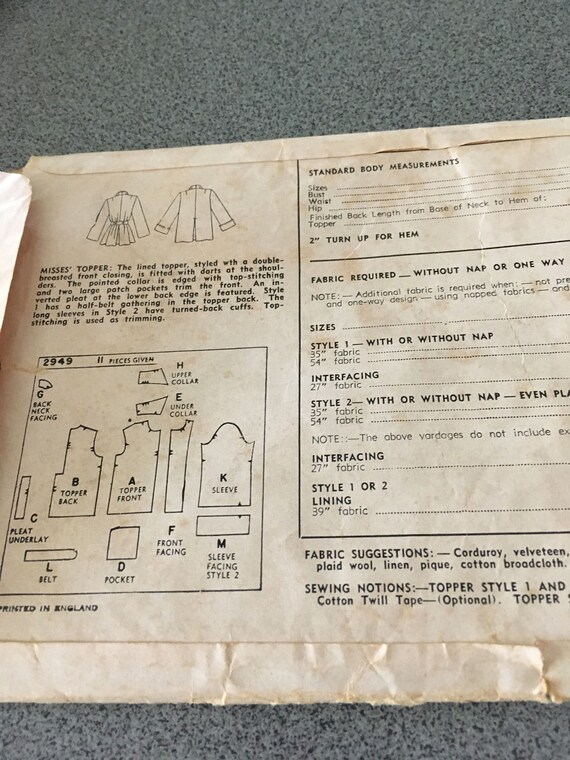 MISSES' TOPPER: The lined topper, styled wth a double-
breasted front closing, is fitted with darts at the shoul-
ders. The pointed collar is edged with top-stitching
and two large patch pockets trim the front. An in-
verted pleat at the lower back edge is featured. Style
1 has a half-belt gathering in the topper back. The
long sleeves in Style 2 have turned-back cuffs. Top-
stitching is used as trimming.
2949 11 PIECES GIVEN
H
UPPER
COLLAR
G
BACK
NECK
FACING
E
UNDER
COLLAR
B
TOPPER
BACK
A
TOPPER
FRONT
K
SLEEVE
C
PLEAT
UNDERLAY
F
FRONT
FACING
M
SLEEVE
FACING
STYLE 2
L
BELT
D
POCKET
PRINTED IN ENGLAND
STANDARD BODY MEASUREMENTS
Sizes
Bust
Waist
Hip
Finished Back Length from Base of Neck to Hem of:
Topper
2" TURN UP FOR HEM
FABRIC REQUIRED — WITHOUT NAP OR ONE WAY
NOTE: — Additional fabric is required when: — not pre
and one-way design — using napped fabrics — and
SIZES
STYLE 1 — WITH OR WITHOUT NAP
35" fabric
54" fabric
INTERFACING
27" fabric
STYLE 2 — WITH OR WITHOUT NAP — EVEN PLA
35" fabric
54" fabric
NOTE: :—The above yardages do not include ex
INTERFACING
27" fabric
STYLE 1 OR 2
LINING
39" fabric
FABRIC SUGGESTIONS: — Corduroy, velveteen,
plaid wool, linen, pique, cotton broadcloth.
SEWING NOTIONS:—TOPPER STYLE 1 AND
Cotton Twill Tape—(Optional). TOPPER S